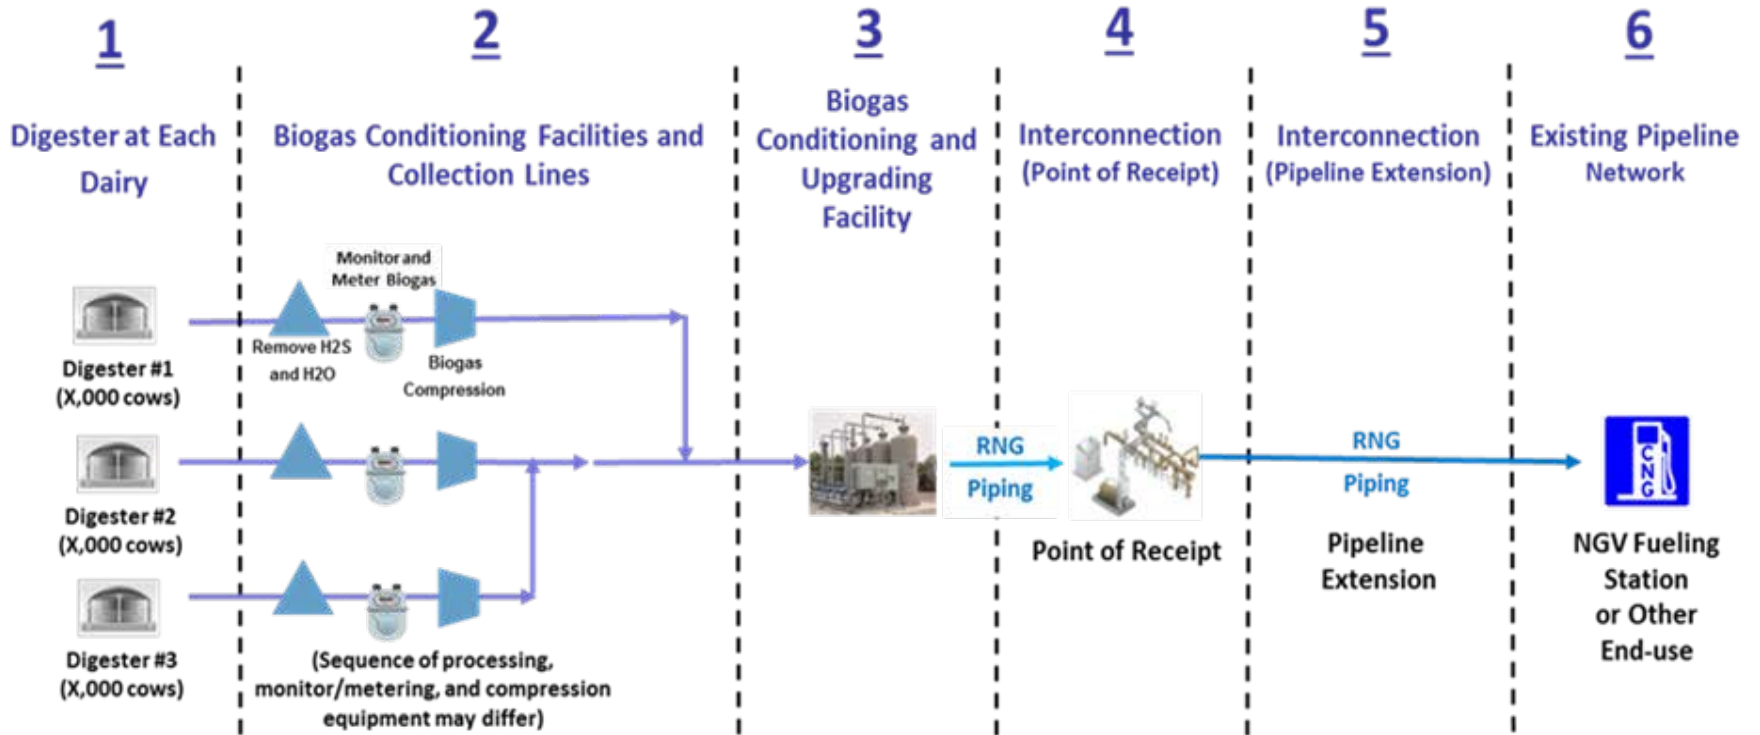 1
2
3
4
5
6
Digester at Each
Dairy
Biogas Conditioning Facilities and
Collection Lines
Biogas
Conditioning and
Upgrading
Facility
Interconnection
(Point of Receipt)
Interconnection
(Pipeline Extension)
Existing Pipeline
Network
Monitor and
Meter Biogas
Remove H2S
and H2O
Biogas
Compression
Digester #1
(X,000 cows)
Digester #2
(X,000 cows)
Digester #3
(X,000 cows)
(Sequence of processing,
monitor/metering, and compression
equipment may differ)
RNG
Piping
Point of Receipt
RNG
Piping
Pipeline
Extension
CNG
NGV Fueling
Station
or Other
End-use